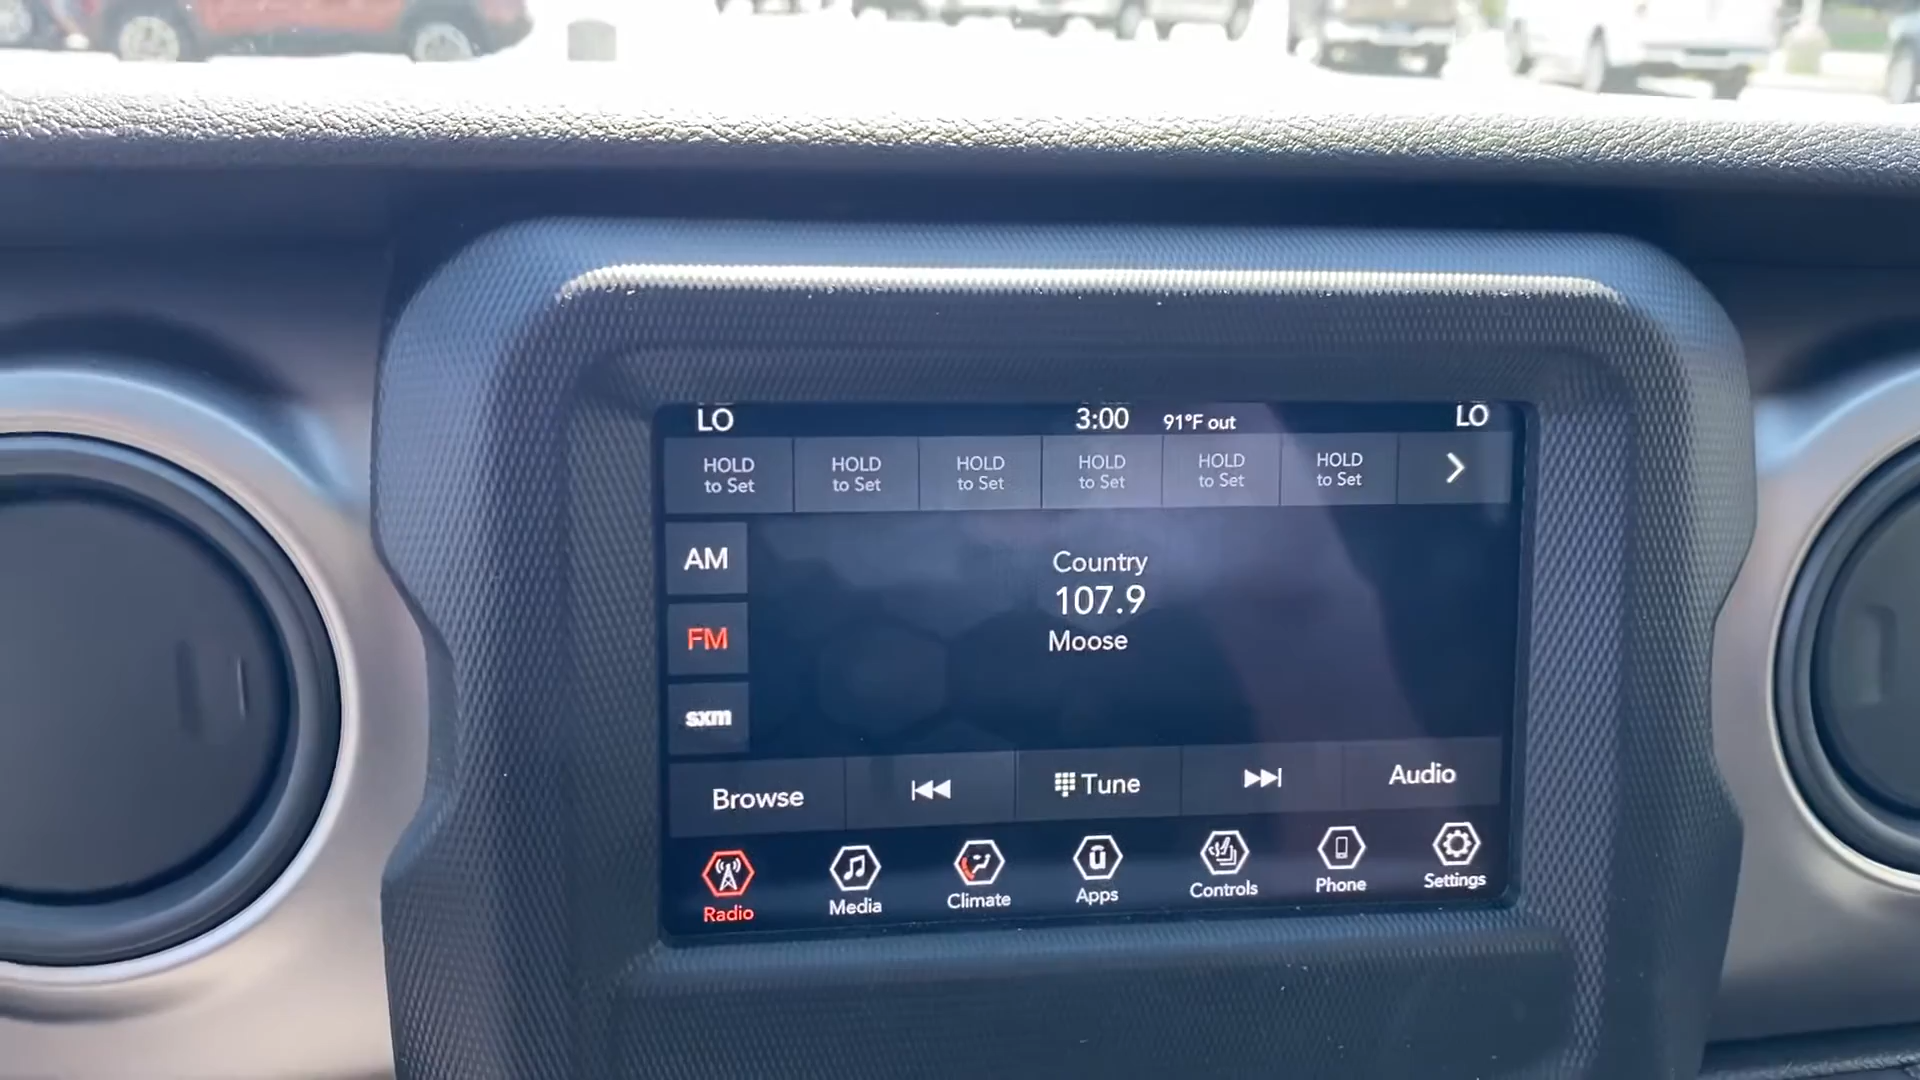 LO 3:00 91°F out LO
HOLD HOLD HOLD HOLD HOLD HOLD
to Set to Set to Set to Set to Set to Set
AM
Country
107.9
FM
Moose
sxm
Browse Tune Audio
Radio Media Climate Apps Controls Phone Settings